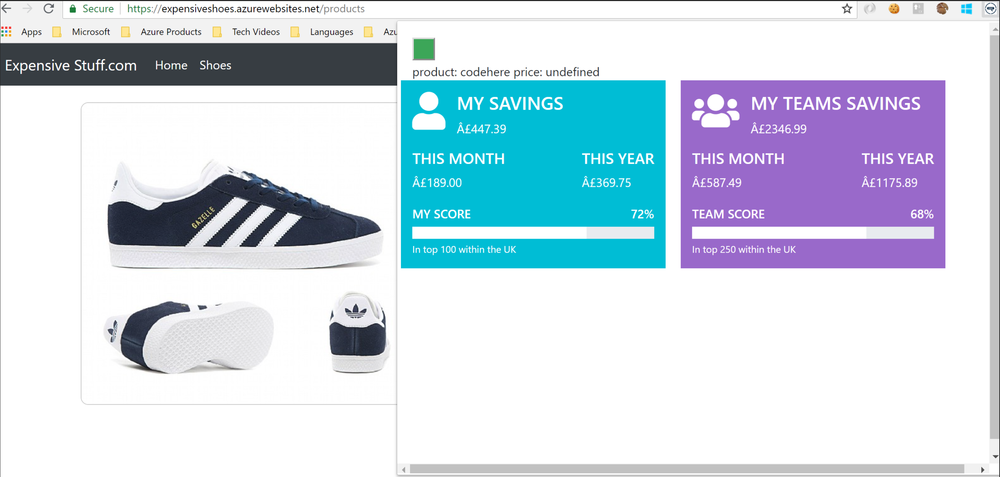 Secure https://expensiveshoes.azurewebsites.net/products
Apps Microsoft Azure Products Tech Videos Languages Azu
Expensive Stuff.com Home Shoes
GAZELLE
product: codehere price: undefined
MY SAVINGS
Â£447.39
THIS MONTH THIS YEAR
Â£189.00 Â£369.75
MY SCORE 72%
In top 100 within the UK
MY TEAMS SAVINGS
Â£2346.99
THIS MONTH THIS YEAR
Â£587.49 Â£1175.89
TEAM SCORE 68%
In top 250 within the UK